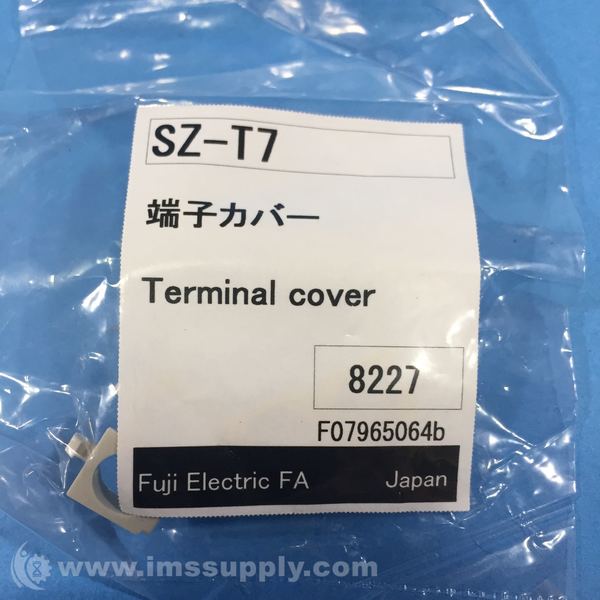 SZ-T7
端子カバー
Terminal cover
8227
F07965064b
Fuji Electric FA Japan
www.imssupply.com